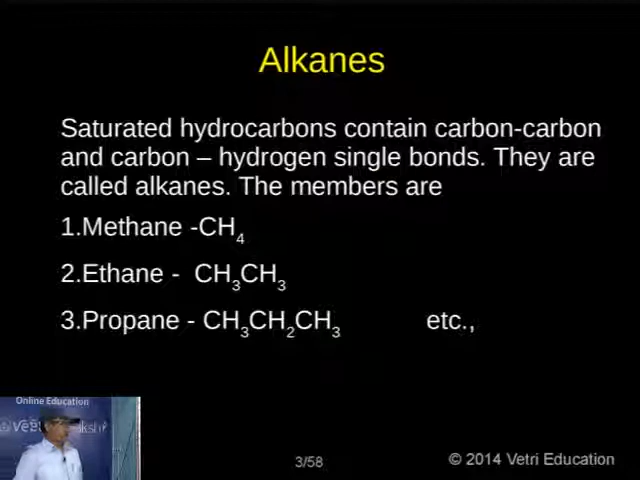 Alkanes
Saturated hydrocarbons contain carbon-carbon
and carbon – hydrogen single bonds. They are
called alkanes. The members are
1.Methane -CH₄
2.Ethane - CH₃CH₃
3.Propane - CH₃CH₂CH₃ etc.,
Online Education
3/58
© 2014 Vetri Education